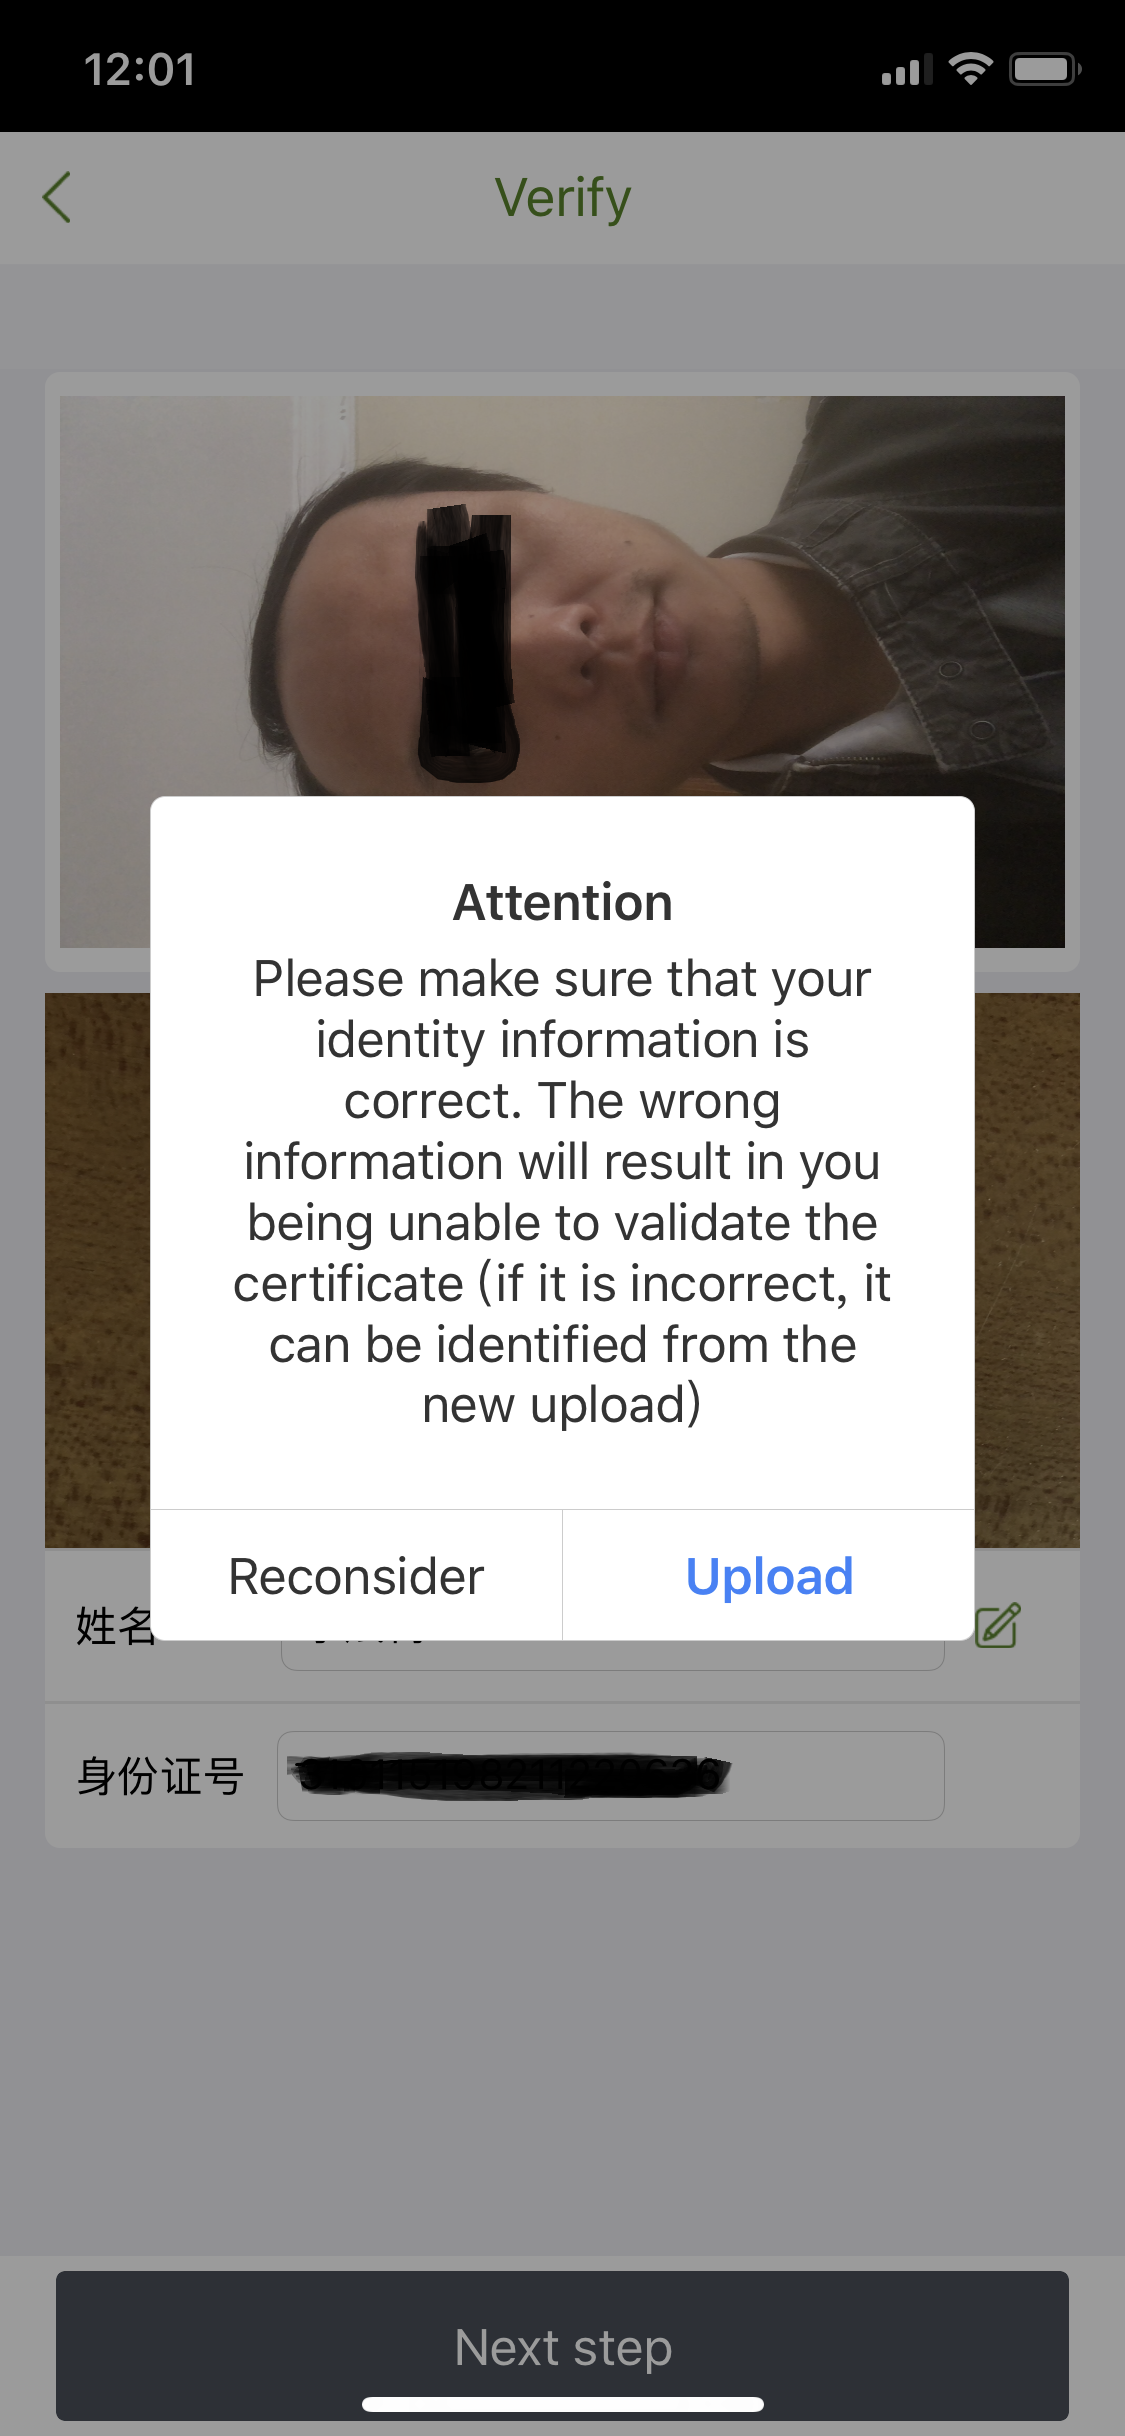 12:01
Verify
Attention
Please make sure that your
identity information is
correct. The wrong
information will result in you
being unable to validate the
certificate (if it is incorrect, it
can be identified from the
new upload)
Reconsider
Upload
姓名
身份证号
Next step